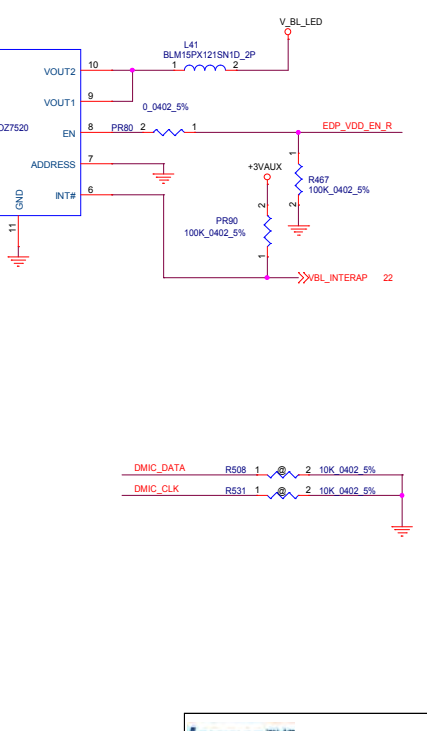 V_BL_LED
L41
BLM15PX121SN1D_2P
VOUT2 10 1 2
VOUT1 9
0_0402_5%
OZ7520 EN 8 PR80 2 1 EDP_VDD_EN_R
ADDRESS 7
+3VAUX
1
R467
100K_0402_5%
2
INT# 6
GND
11
2
PR90
100K_0402_5%
1
VBL_INTERAP 22
DMIC_DATA R508 1 @ 2 10K_0402_5%
DMIC_CLK R531 1 @ 2 10K_0402_5%